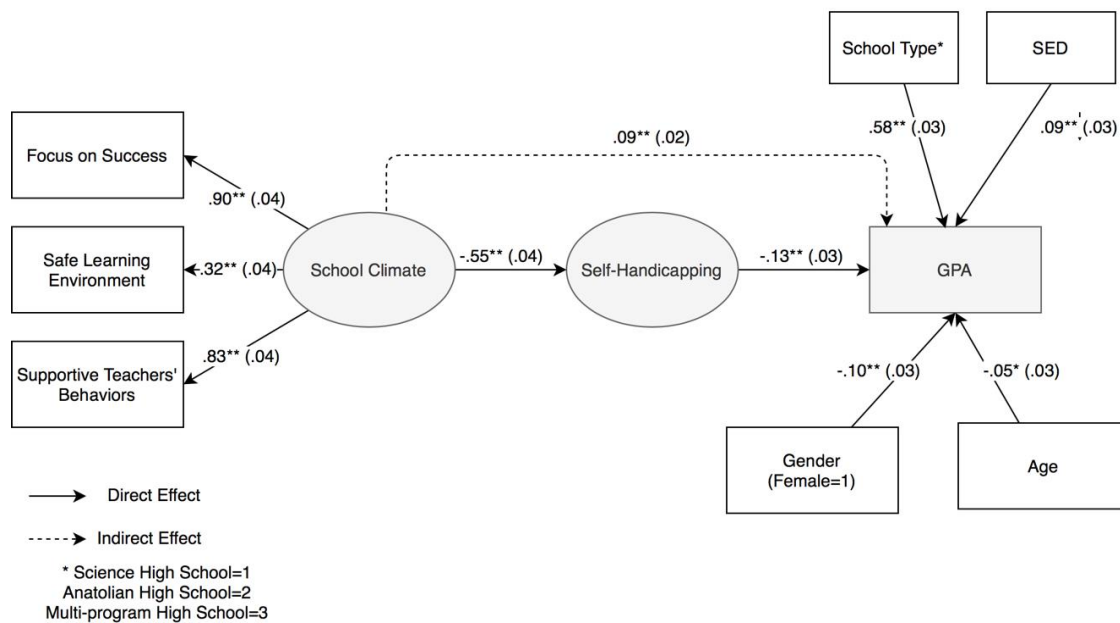 School Type*
SED
Focus on Success
.58** (.03)
.09** (.03)
.09** (.02)
.90** (.04)
Safe Learning
Environment
-.32** (.04)
School Climate
-.55** (.04)
Self-Handicapping
-.13** (.03)
GPA
.83** (.04)
Supportive Teachers'
Behaviors
-.10** (.03)
-.05* (.03)
Gender
(Female=1)
Age
Direct Effect
Indirect Effect
* Science High School=1
Anatolian High School=2
Multi-program High School=3